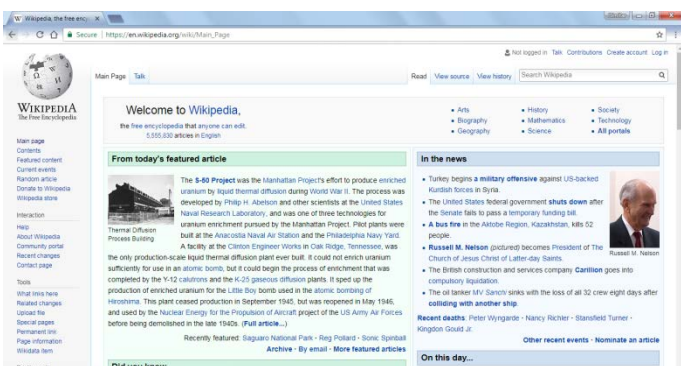 Wikipedia, the free ency
Secure | https://en.wikipedia.org/wiki/Main_Page
Not logged in Talk Contributions Create account Log in
Main Page Talk
Read View source View history Search Wikipedia
WIKIPEDIA
The Free Encyclopedia
Main page
Contents
Featured content
Current events
Random article
Donate to Wikipedia
Wikipedia store
Interaction
Help
About Wikipedia
Community portal
Recent changes
Contact page
Tools
What links here
Related changes
Upload file
Special pages
Permanent link
Page information
Wikidata item
Welcome to Wikipedia,
the free encyclopedia that anyone can edit.
5,555,830 articles in English
Arts
Biography
Geography
History
Mathematics
Science
Society
Technology
All portals
From today's featured article
Thermal Diffusion
Process Building
The S-50 Project was the Manhattan Project's effort to produce enriched
uranium by liquid thermal diffusion during World War II. The process was
developed by Philip H. Abelson and other scientists at the United States
Naval Research Laboratory, and was one of three technologies for
uranium enrichment pursued by the Manhattan Project. Pilot plants were
built at the Anacostia Naval Air Station and the Philadelphia Navy Yard.
A facility at the Clinton Engineer Works in Oak Ridge, Tennessee, was
the only production-scale liquid thermal diffusion plant ever built. It could not enrich uranium
sufficiently for use in an atomic bomb, but it could begin the process of enrichment that was
completed by the Y-12 calutrons and the K-25 gaseous diffusion plants. It sped up the
production of enriched uranium for the Little Boy bomb used in the atomic bombing of
Hiroshima. This plant ceased production in September 1945, but was reopened in May 1946,
and used by the Nuclear Energy for the Propulsion of Aircraft project of the US Army Air Forces
before being demolished in the late 1940s. (Full article...)
Recently featured: Saguaro National Park · Reg Pollard · Sonic Spinball
Archive · By email · More featured articles
Did you know...
In the news
Turkey begins a military offensive against US-backed
Kurdish forces in Syria.
The United States federal government shuts down after
the Senate fails to pass a temporary funding bill.
A bus fire in the Aktobe Region, Kazakhstan, kills 52
people.
Russell M. Nelson (pictured) becomes President of The
Church of Jesus Christ of Latter-day Saints.
The British construction and services company Carillion goes into
compulsory liquidation.
The oil tanker MV Sanchi sinks with the loss of all 32 crew eight days after
colliding with another ship.
Russell M. Nelson
Recent deaths: Peter Wyngarde · Nancy Richler · Stansfield Turner ·
Kingdon Gould Jr.
Other recent events · Nominate an article
On this day...